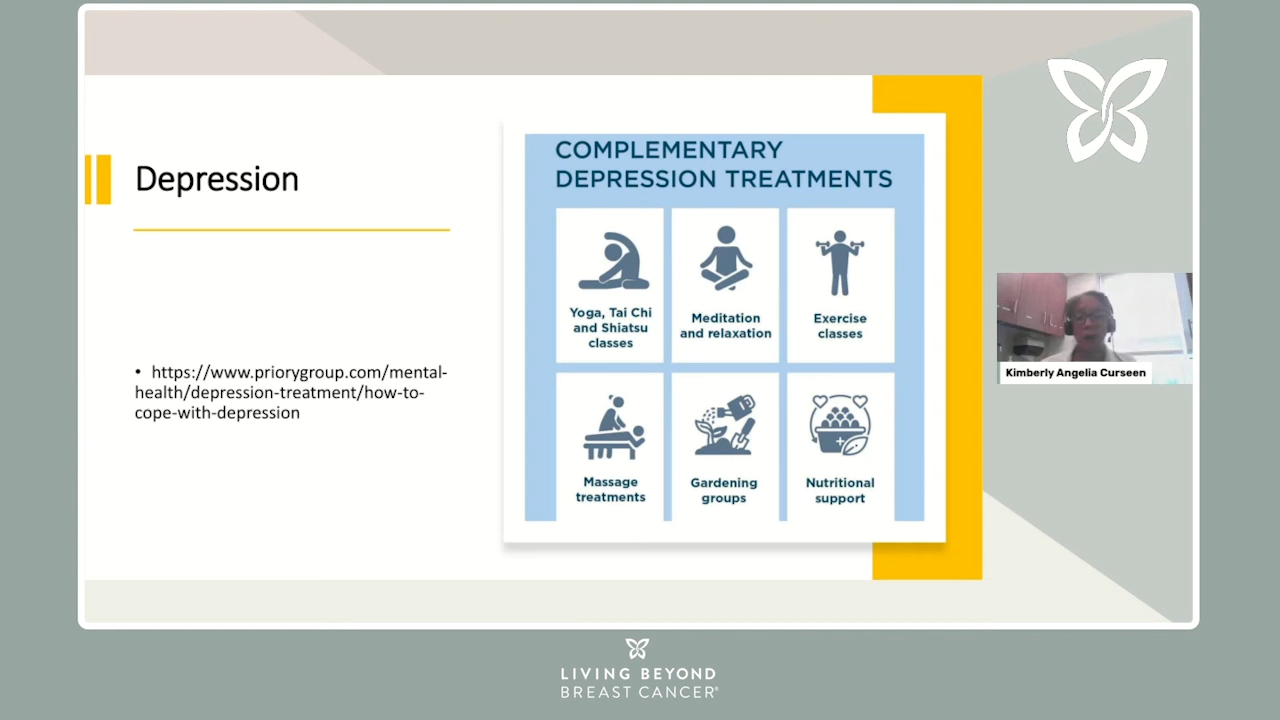 Depression
• https://www.priorygroup.com/mental-
health/depression-treatment/how-to-
cope-with-depression
COMPLEMENTARY
DEPRESSION TREATMENTS
Yoga, Tai Chi
and Shiatsu
classes
Meditation
and relaxation
Exercise
classes
Massage
treatments
Gardening
groups
Nutritional
support
Kimberly Angelia Curseen
LIVING BEYOND
BREAST CANCER®